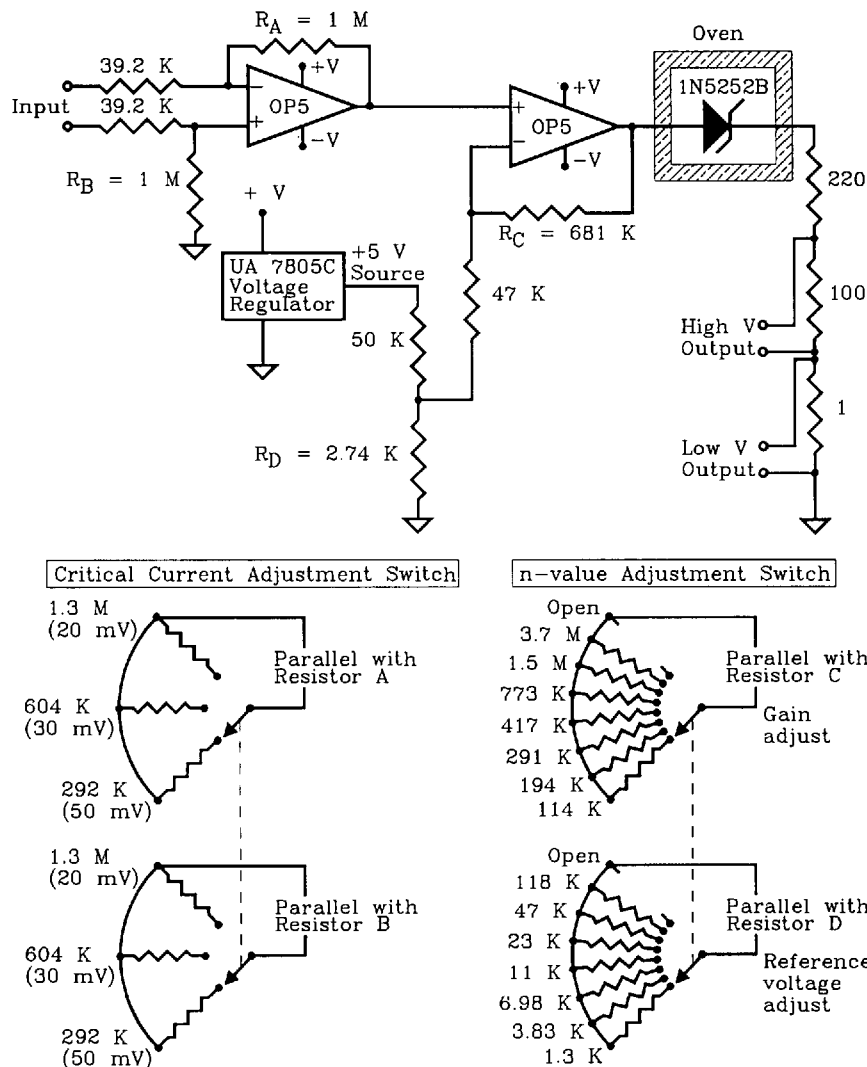 R_A = 1 M
39.2 K
Input
39.2 K
+V
OP5
−V
R_B = 1 M
+ V
+5 V
Source
UA 7805C
Voltage
Regulator
50 K
R_D = 2.74 K
47 K
R_C = 681 K
+V
OP5
−V
Oven
1N5252B
220
100
1
High V
Output
Low V
Output
Critical Current Adjustment Switch
1.3 M
(20 mV)
604 K
(30 mV)
292 K
(50 mV)
Parallel with
Resistor A
1.3 M
(20 mV)
604 K
(30 mV)
292 K
(50 mV)
Parallel with
Resistor B
n-value Adjustment Switch
Open
3.7 M
1.5 M
773 K
417 K
291 K
194 K
114 K
Parallel with
Resistor C
Gain
adjust
Open
118 K
47 K
23 K
11 K
6.98 K
3.83 K
1.3 K
Parallel with
Resistor D
Reference
voltage
adjust